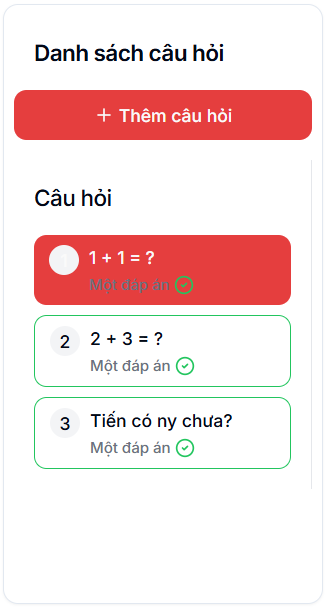 Danh sách câu hỏi
+ Thêm câu hỏi
Câu hỏi
1
1 + 1 = ?
Một đáp án
2
2 + 3 = ?
Một đáp án
3
Tiến có ny chưa?
Một đáp án